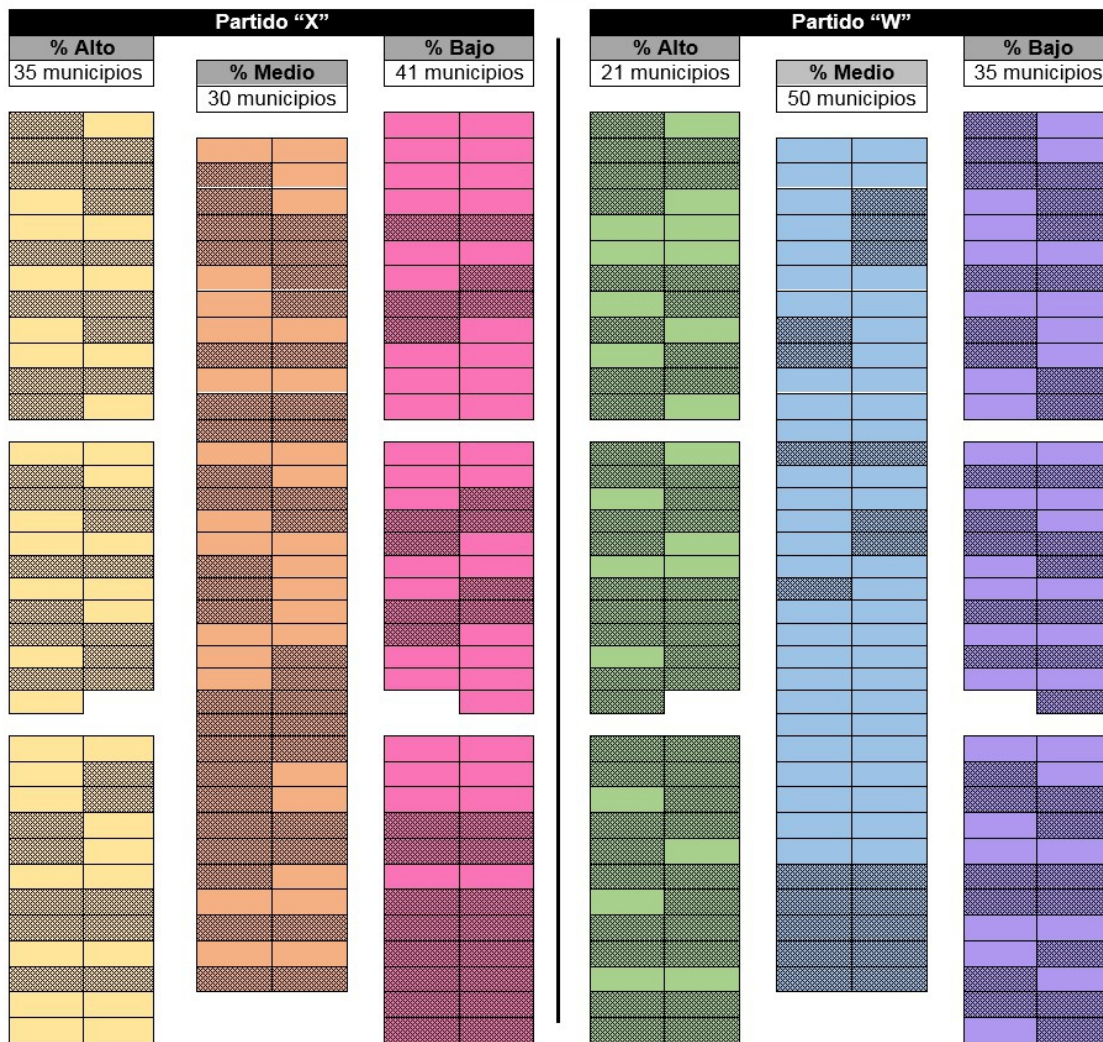 Partido “X”
% Alto
35 municipios
% Medio
30 municipios
% Bajo
41 municipios
Partido “W”
% Alto
21 municipios
% Medio
50 municipios
% Bajo
35 municipios